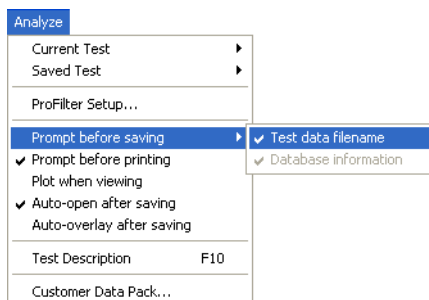 Analyze
Current Test
Saved Test
ProFilter Setup...
Prompt before saving
Test data filename
Database information
Prompt before printing
Plot when viewing
Auto-open after saving
Auto-overlay after saving
Test Description F10
Customer Data Pack...